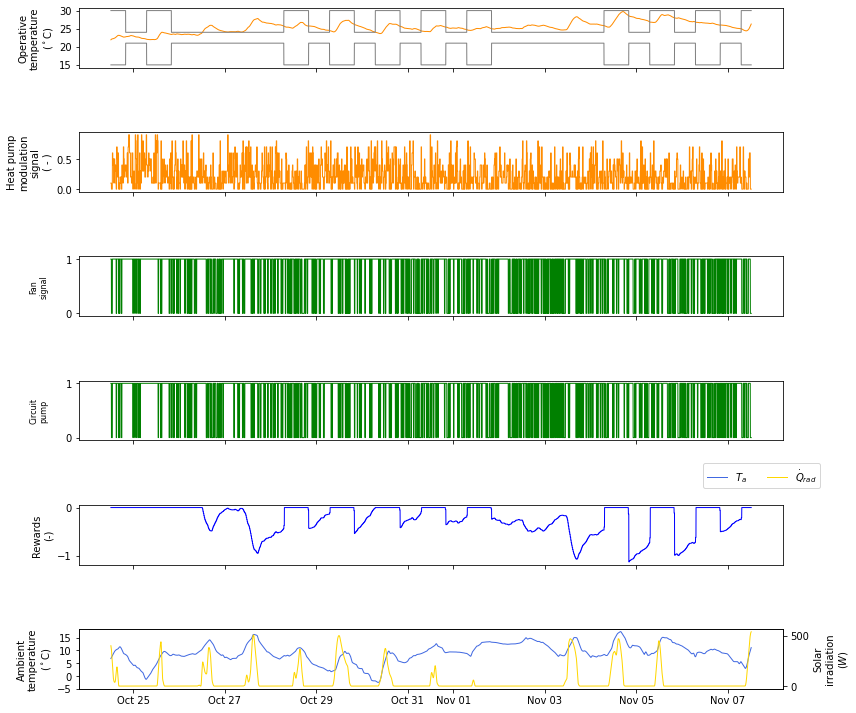 Operative
temperature
(°C)
30
25
20
15
Heat pump
modulation
signal
( - )
0.5
0.0
Fan
signal
1
0
Circuit
pump
1
0
T_a
Q̇_rad
Rewards
(-)
0
−1
Ambient
temperature
(°C)
15
10
5
0
−5
500
0
Solar
irradiation
(W)
Oct 25
Oct 27
Oct 29
Oct 31
Nov 01
Nov 03
Nov 05
Nov 07